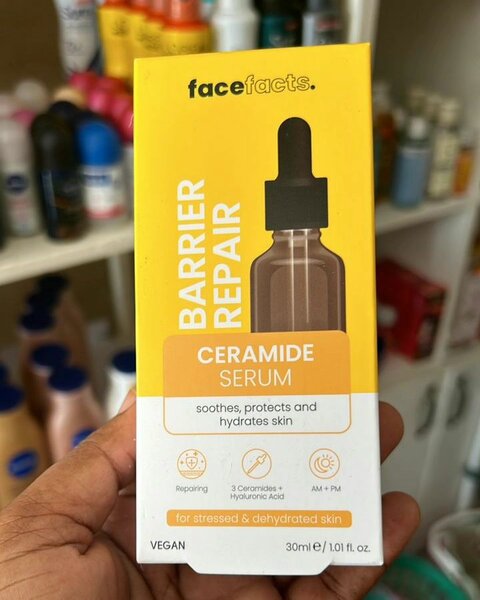 facefacts.
BARRIER
REPAIR
CERAMIDE
SERUM
soothes, protects and
hydrates skin
Repairing
3 Ceramides +
Hyaluronic Acid
AM + PM
for stressed & dehydrated skin
VEGAN
30ml e / 1.01 fl. oz.